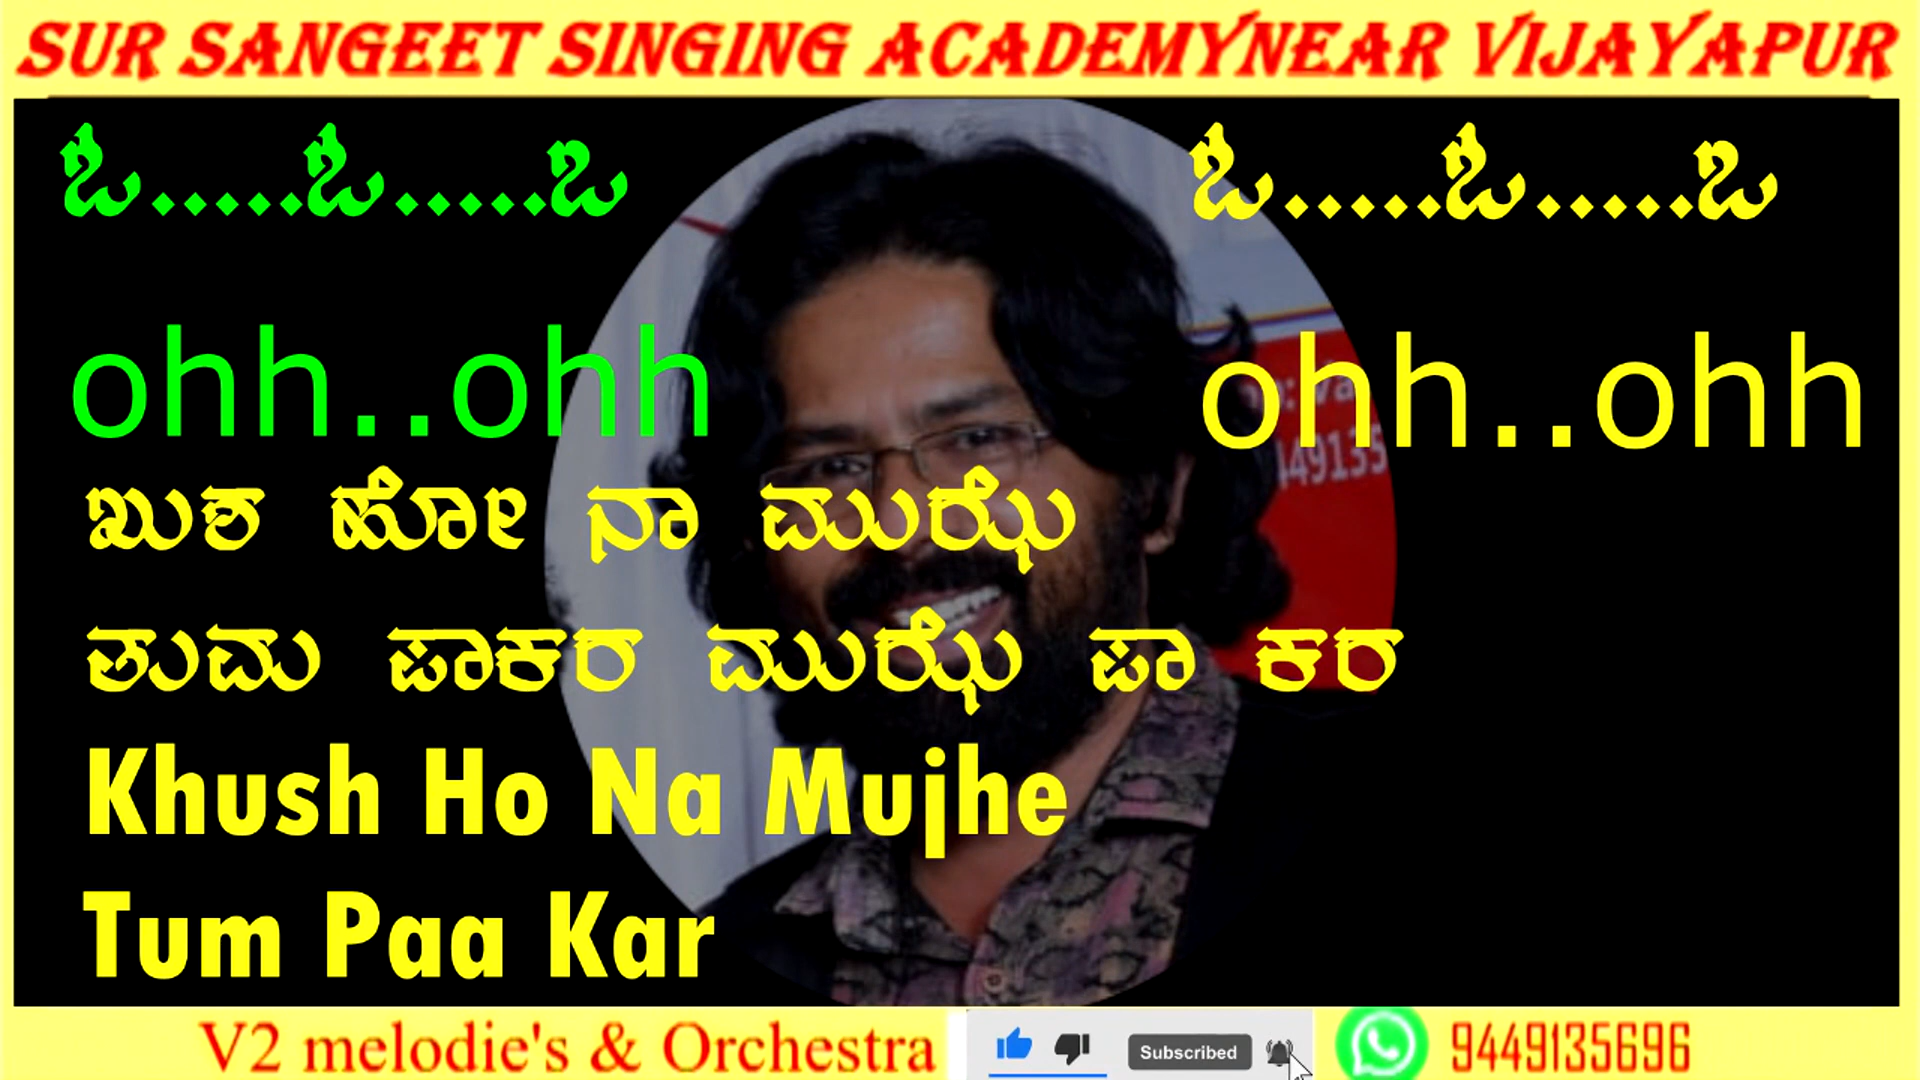 SUR SANGEET SINGING ACADEMYNEAR VIJAYAPUR
ಓ.....ಓ.....ಒ ಓ.....ಓ.....ಒ
ohh..ohh ohh..ohh
449135
ಖುಶ ಹೋ ನಾ ಮುಝೆ
ತುಮ ಪಾಕರ ಮುಝೆ ಪಾ ಕರ
Khush Ho Na Mujhe
Tum Paa Kar
V2 melodie's & Orchestra Subscribed 9449135696